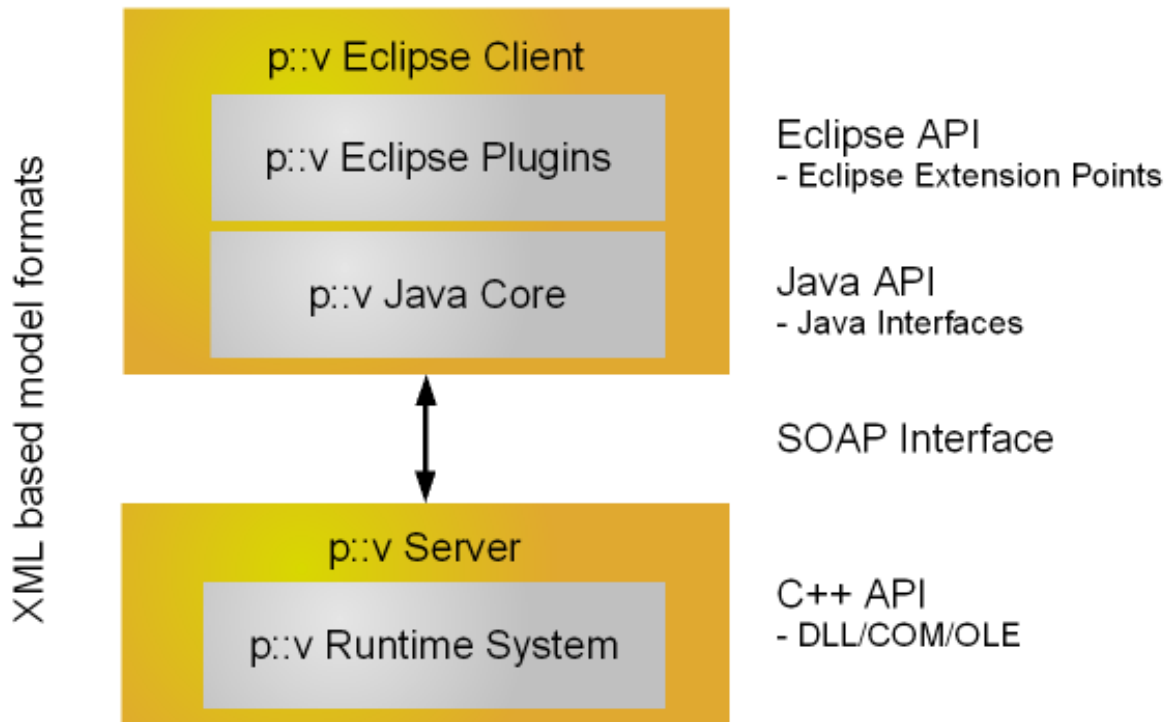 XML based model formats
p::v Eclipse Client
p::v Eclipse Plugins
Eclipse API
- Eclipse Extension Points
p::v Java Core
Java API
- Java Interfaces
SOAP Interface
p::v Server
p::v Runtime System
C++ API
- DLL/COM/OLE